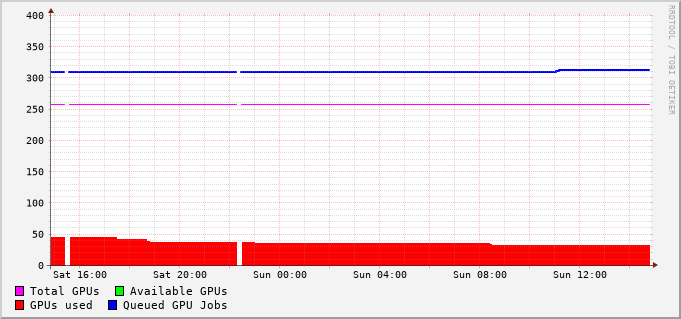 400
350
300
250
200
150
100
50
0
Sat 16:00 Sat 20:00 Sun 00:00 Sun 04:00 Sun 08:00 Sun 12:00
Total GPUs Available GPUs
GPUs used Queued GPU Jobs
RRDTOOL / TOBI OETIKER